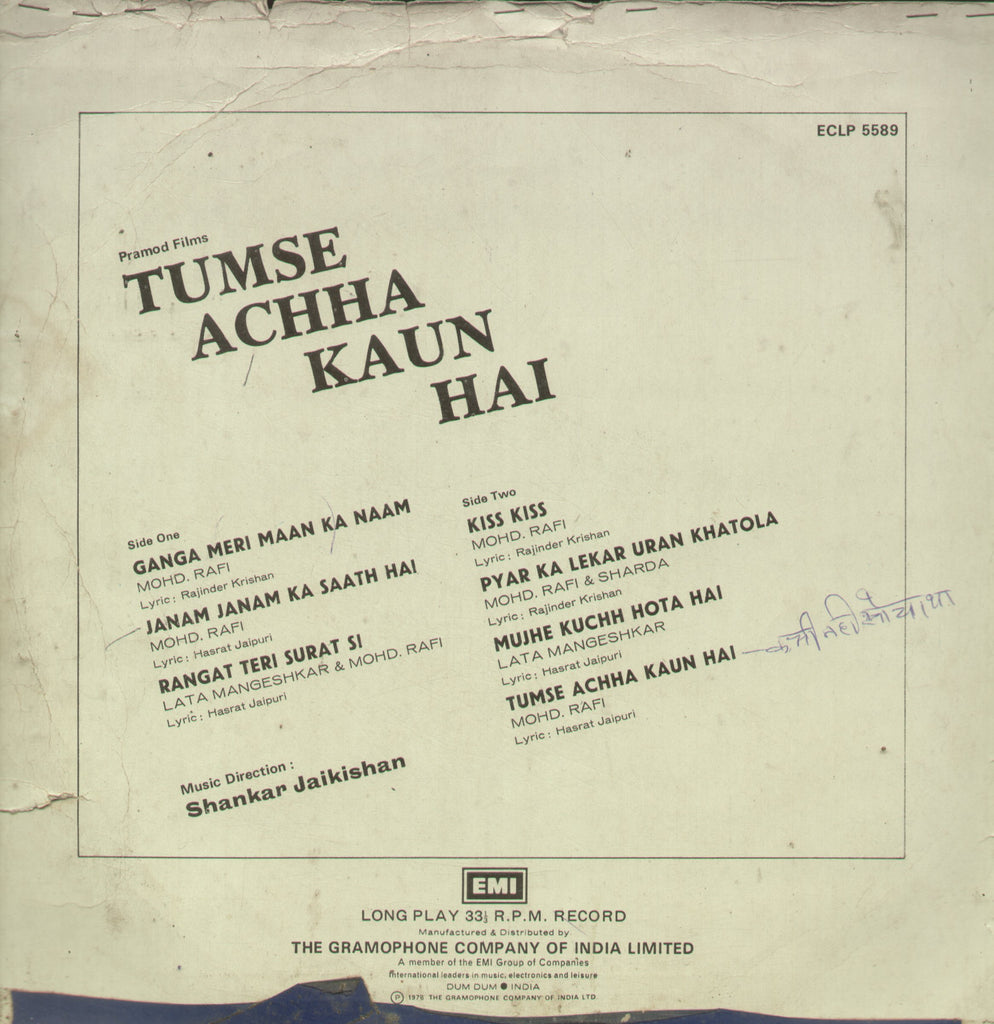 ECLP 5589
Pramod Films
TUMSE
ACHHA
KAUN
HAI
Side One
GANGA MERI MAAN KA NAAM
MOHD. RAFI
Lyric: Rajinder Krishan
JANAM JANAM KA SAATH HAI
MOHD. RAFI
Lyric: Hasrat Jaipuri
RANGAT TERI SURAT SI
LATA MANGESHKAR & MOHD. RAFI
Lyric: Hasrat Jaipuri
Side Two
KISS KISS
MOHD. RAFI
Lyric: Rajinder Krishan
PYAR KA LEKAR URAN KHATOLA
MOHD. RAFI & SHARDA
Lyric: Rajinder Krishan
MUJHE KUCHH HOTA HAI
LATA MANGESHKAR
Lyric: Hasrat Jaipuri
TUMSE ACHHA KAUN HAI
MOHD. RAFI
Lyric: Hasrat Jaipuri
Music Direction:
Shankar Jaikishan
EMI
LONG PLAY 33⅓ R.P.M. RECORD
Manufactured & Distributed by
THE GRAMOPHONE COMPANY OF INDIA LIMITED
A member of the EMI Group of Companies
International leaders in music, electronics and leisure
DUM DUM ● INDIA
Ⓟ 1978 THE GRAMOPHONE COMPANY OF INDIA LTD